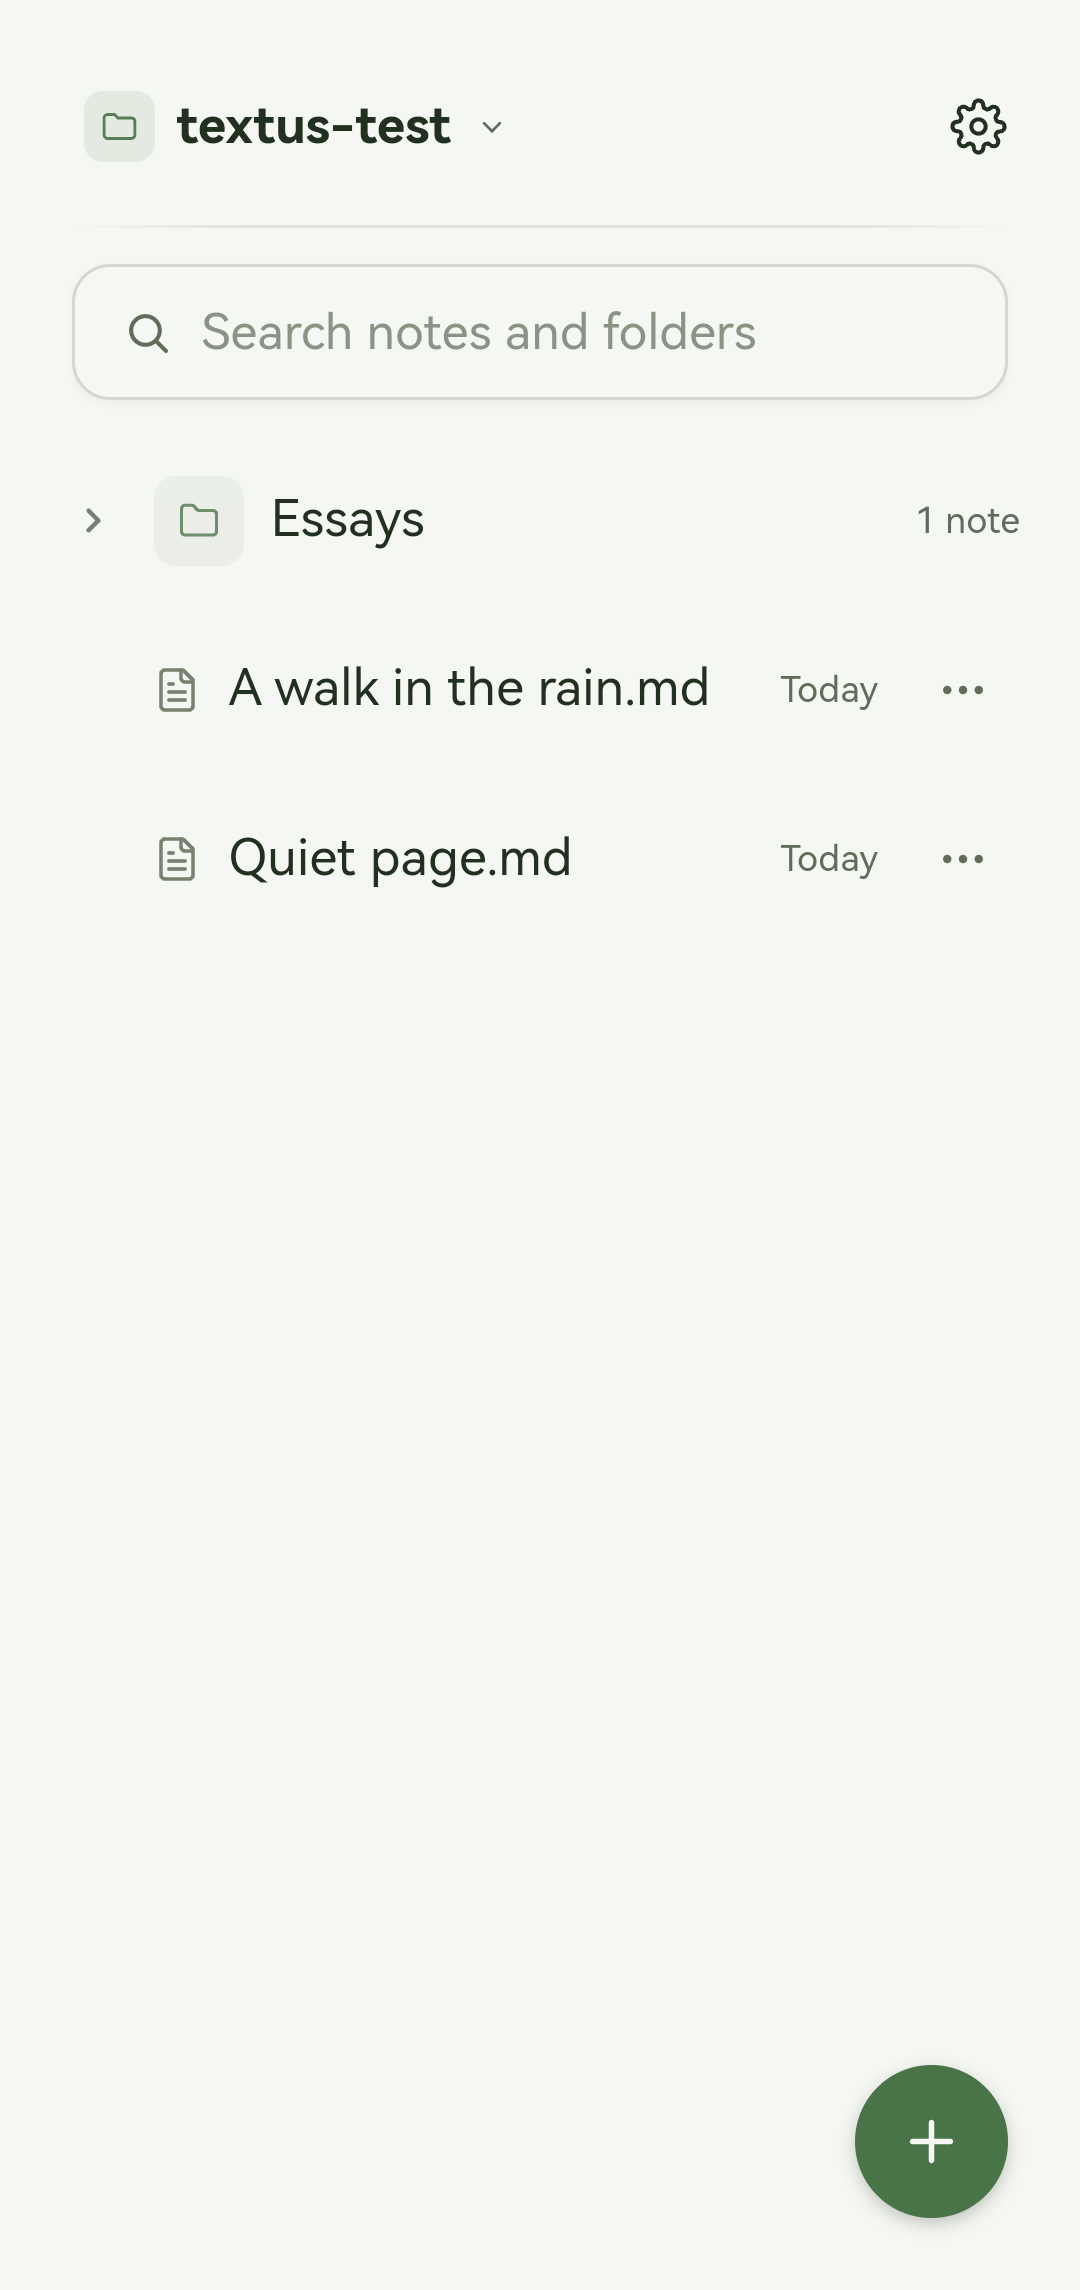 textus-test
Search notes and folders
Essays 1 note
A walk in the rain.md Today
Quiet page.md Today